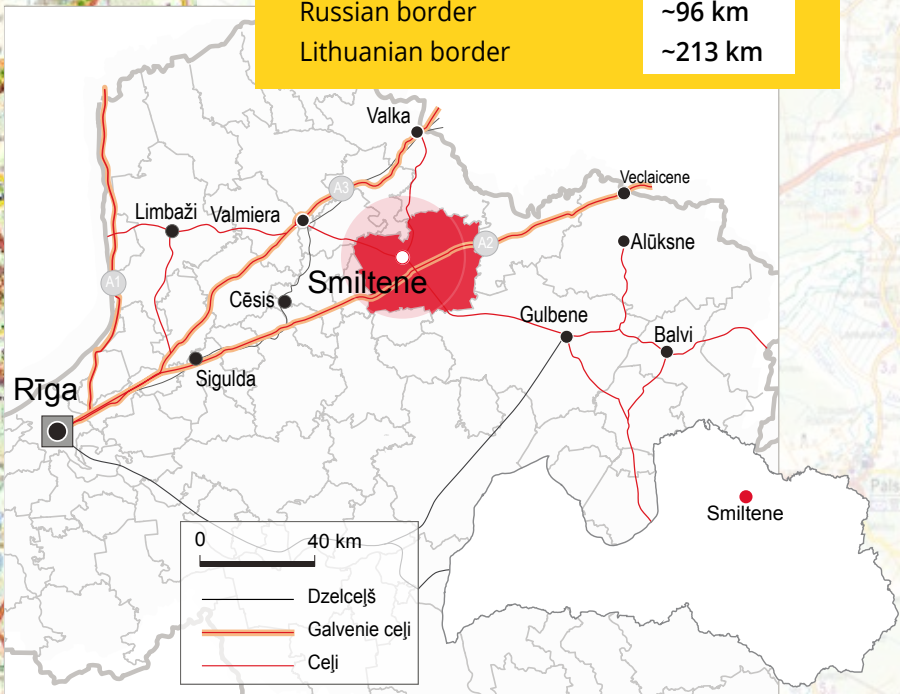 Russian border ~96 km
Lithuanian border ~213 km
Valka
A3
Veclaicene
Limbaži
Valmiera
A2
Alūksne
A1
Smiltene
Cēsis
Gulbene
Balvi
Sigulda
Rīga
Smiltene
0 40 km
Dzelceļš
Galvenie ceļi
Ceļi